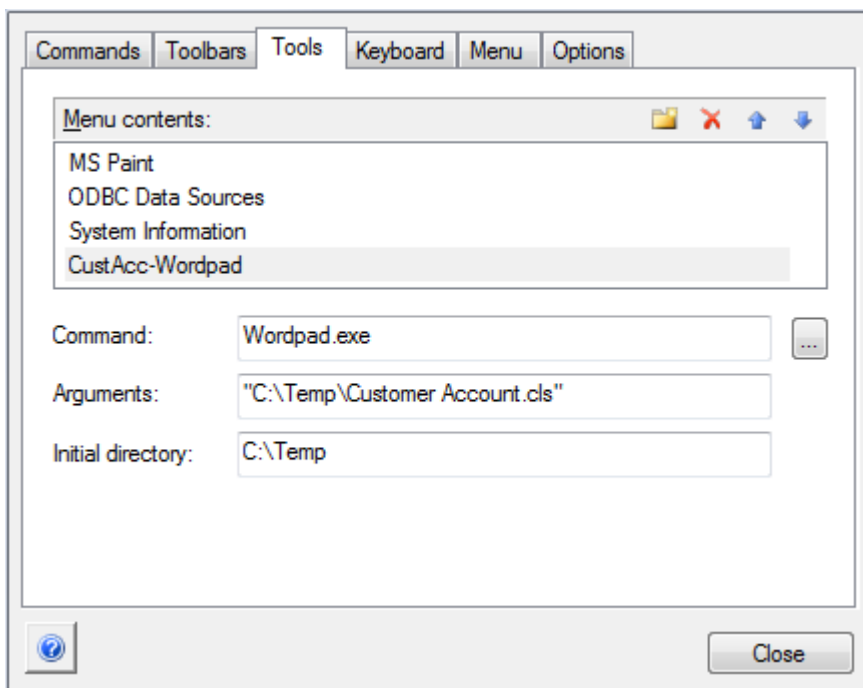 Commands Toolbars Tools Keyboard Menu Options
Menu contents:
MS Paint
ODBC Data Sources
System Information
CustAcc-Wordpad
Command: Wordpad.exe ...
Arguments: "C:\Temp\Customer Account.cls"
Initial directory: C:\Temp
? Close